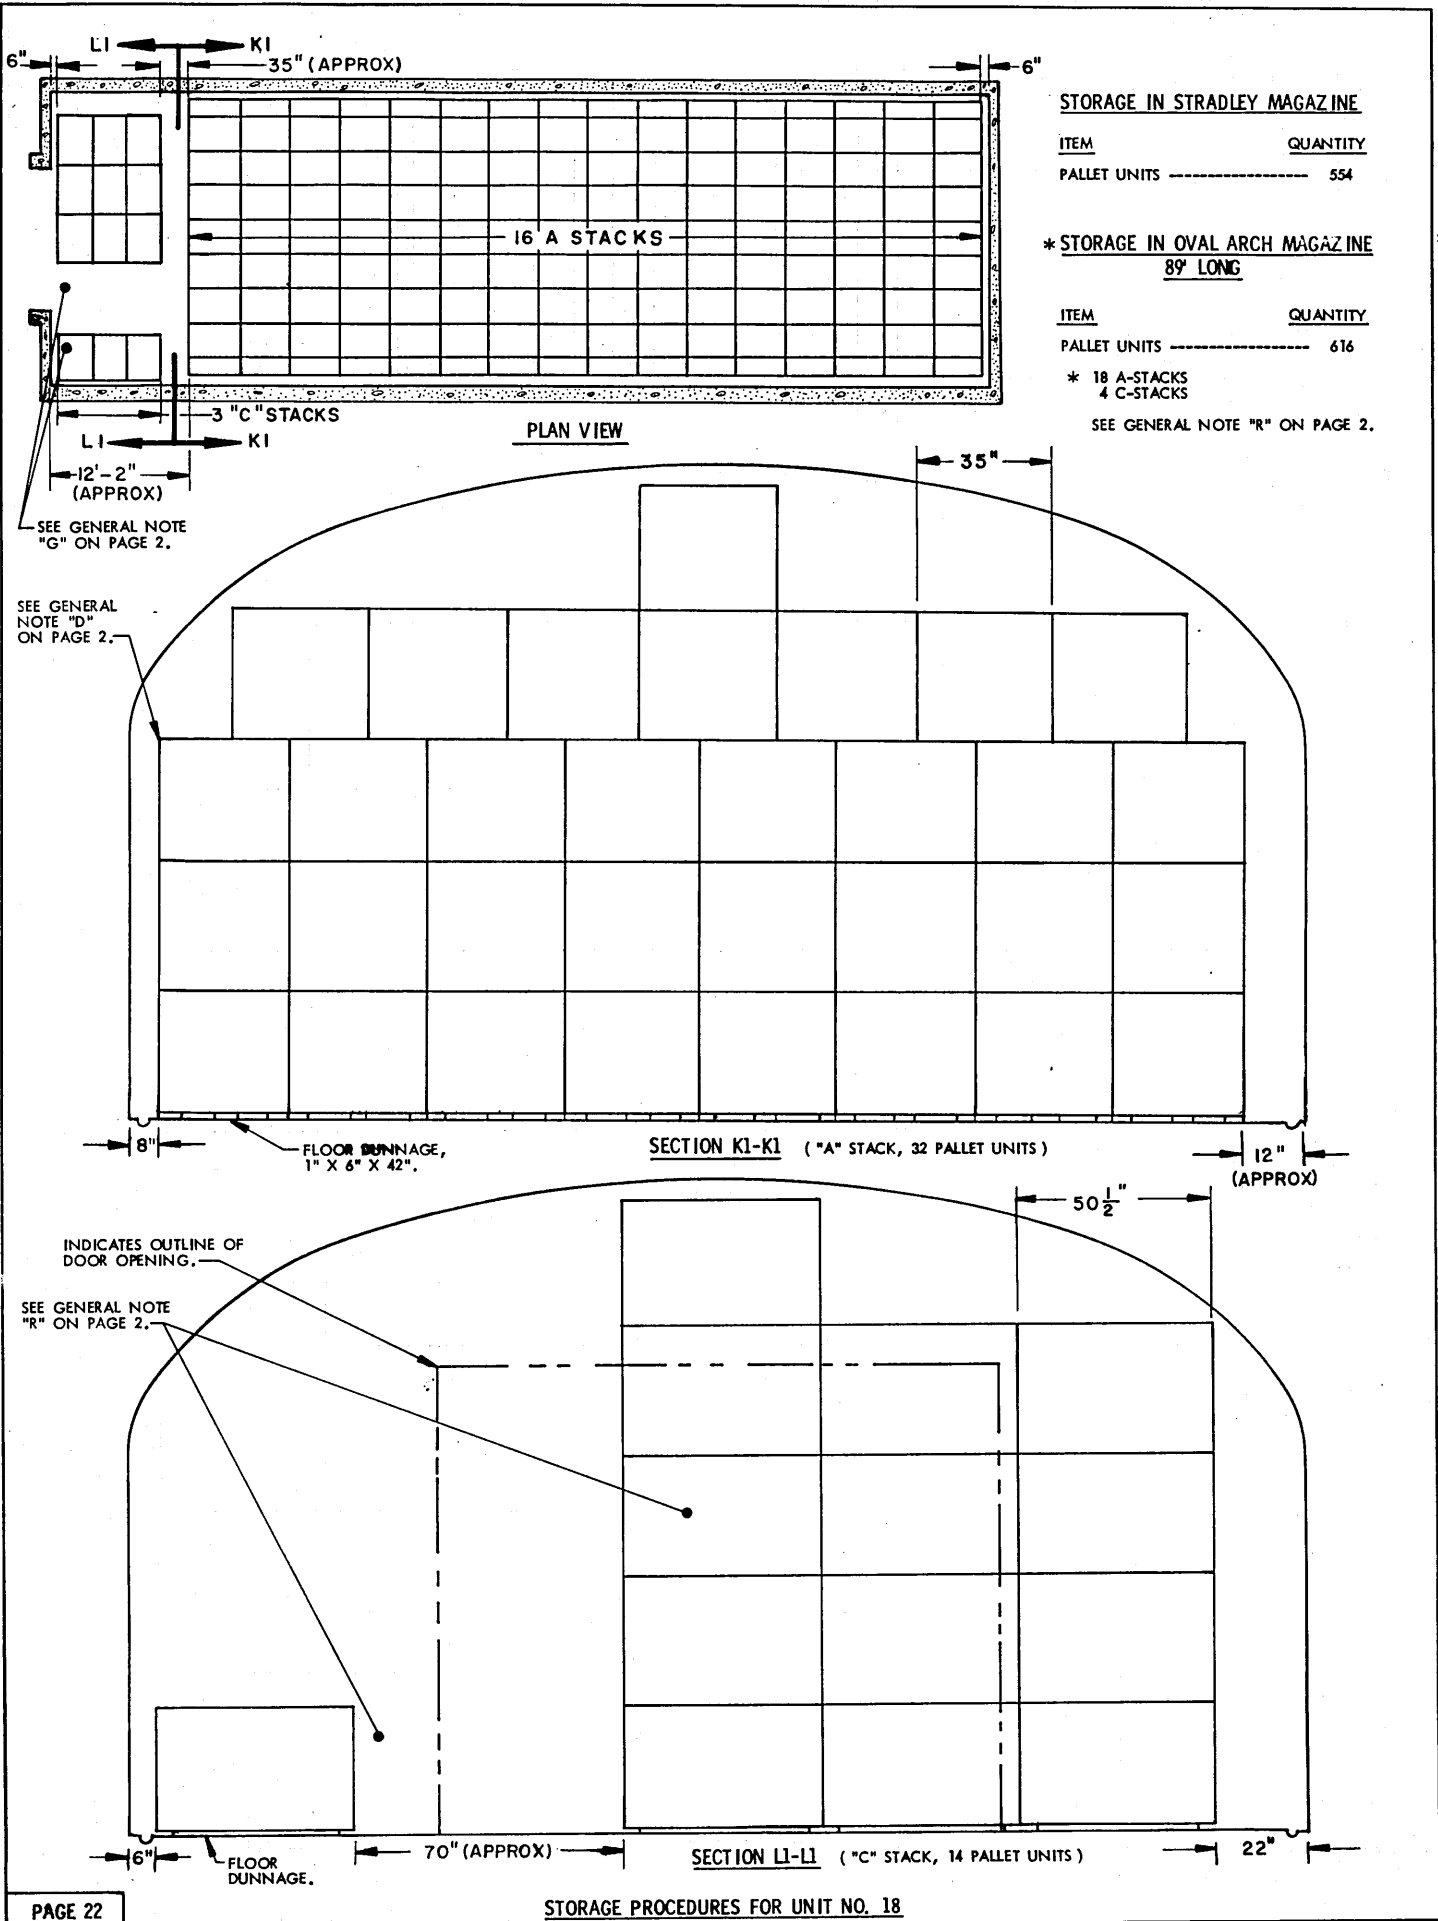 L1 K1
6"
35" (APPROX)
6"
16 A STACKS
3 "C" STACKS
L1 K1
12'-2"
(APPROX)
PLAN VIEW
SEE GENERAL NOTE
"G" ON PAGE 2.
STORAGE IN STRADLEY MAGAZINE
ITEM QUANTITY
PALLET UNITS ----------------- 554
* STORAGE IN OVAL ARCH MAGAZINE
89' LONG
ITEM QUANTITY
PALLET UNITS ----------------- 616
* 18 A-STACKS
4 C-STACKS
SEE GENERAL NOTE "R" ON PAGE 2.
35"
SEE GENERAL
NOTE "D"
ON PAGE 2.
8"
FLOOR DUNNAGE,
1" X 6" X 42".
SECTION K1-K1 ( "A" STACK, 32 PALLET UNITS )
12"
(APPROX)
50 1/2"
INDICATES OUTLINE OF
DOOR OPENING.
SEE GENERAL NOTE
"R" ON PAGE 2.
6"
FLOOR
DUNNAGE.
70" (APPROX)
SECTION L1-L1 ( "C" STACK, 14 PALLET UNITS )
22"
PAGE 22
STORAGE PROCEDURES FOR UNIT NO. 18